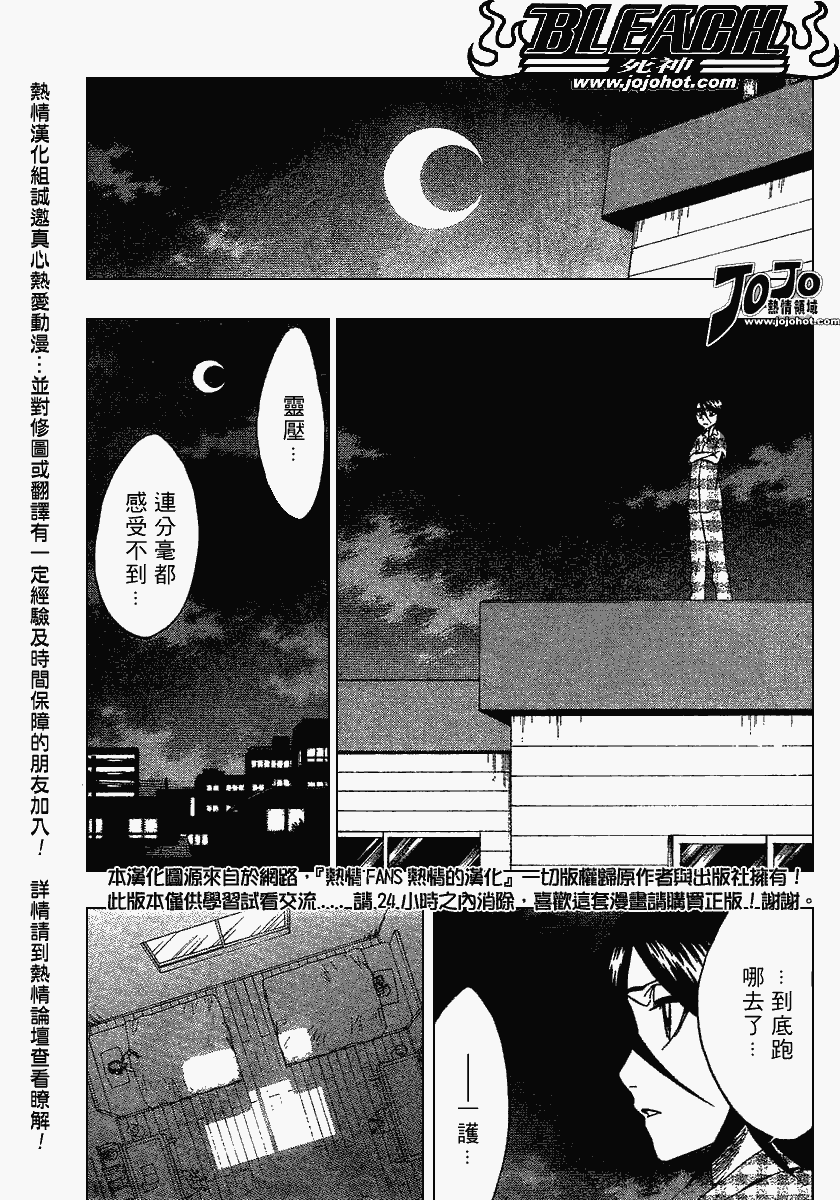 BLEACH
死神
www.jojohot.com
JOJO
熱情領域
www.jojohot.com
熱情漢化組誠邀真心熱愛動漫…並對修圖或翻譯有一定經驗及時間保障的朋友加入！ 詳情請到熱情論壇查看瞭解！
靈壓…
連分毫都
感受不到…
本漢化圖源來自於網路，『熱情 FANS 熱情的漢化』一切版權歸原作者與出版社擁有！
此版本僅供學習試看交流..... 請 24 小時之內消除，喜歡這套漫畫請購買正版！謝謝。
…到底跑
哪去了…
——一護…